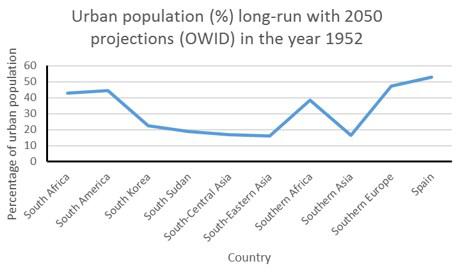 Urban population (%) long-run with 2050
projections (OWID) in the year 1952
Percentage of urban population
60
50
40
30
20
10
0
South Africa
South America
South Korea
South Sudan
South-Central Asia
South-Eastern Asia
Southern Africa
Southern Asia
Southern Europe
Spain
Country